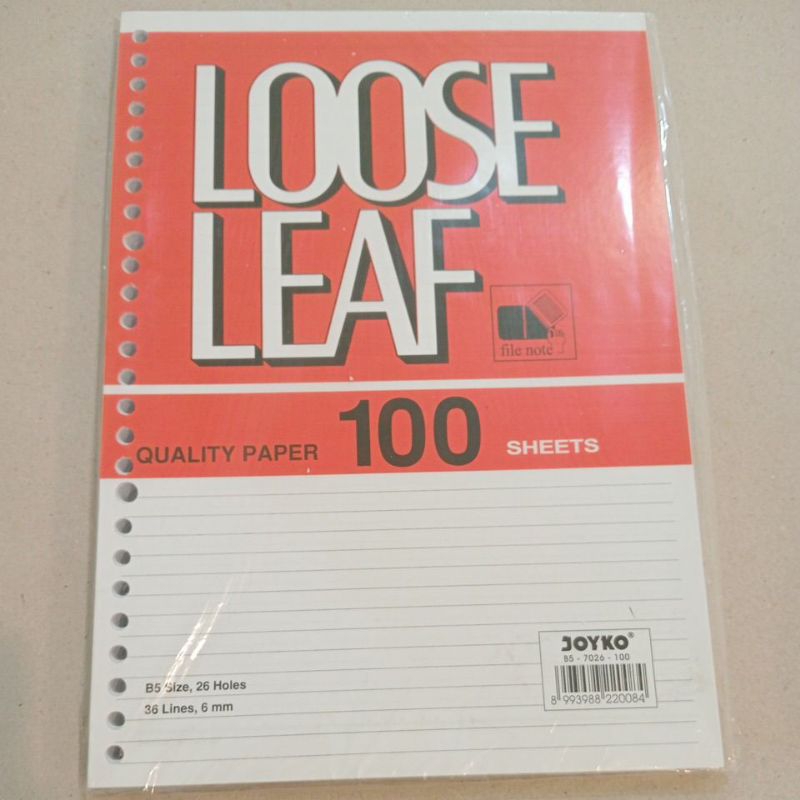 LOOSE
LEAF
file note
QUALITY PAPER 100 SHEETS
JOYKO®
B5 - 7026 - 100
8 993988 220084
B5 Size, 26 Holes
36 Lines, 6 mm